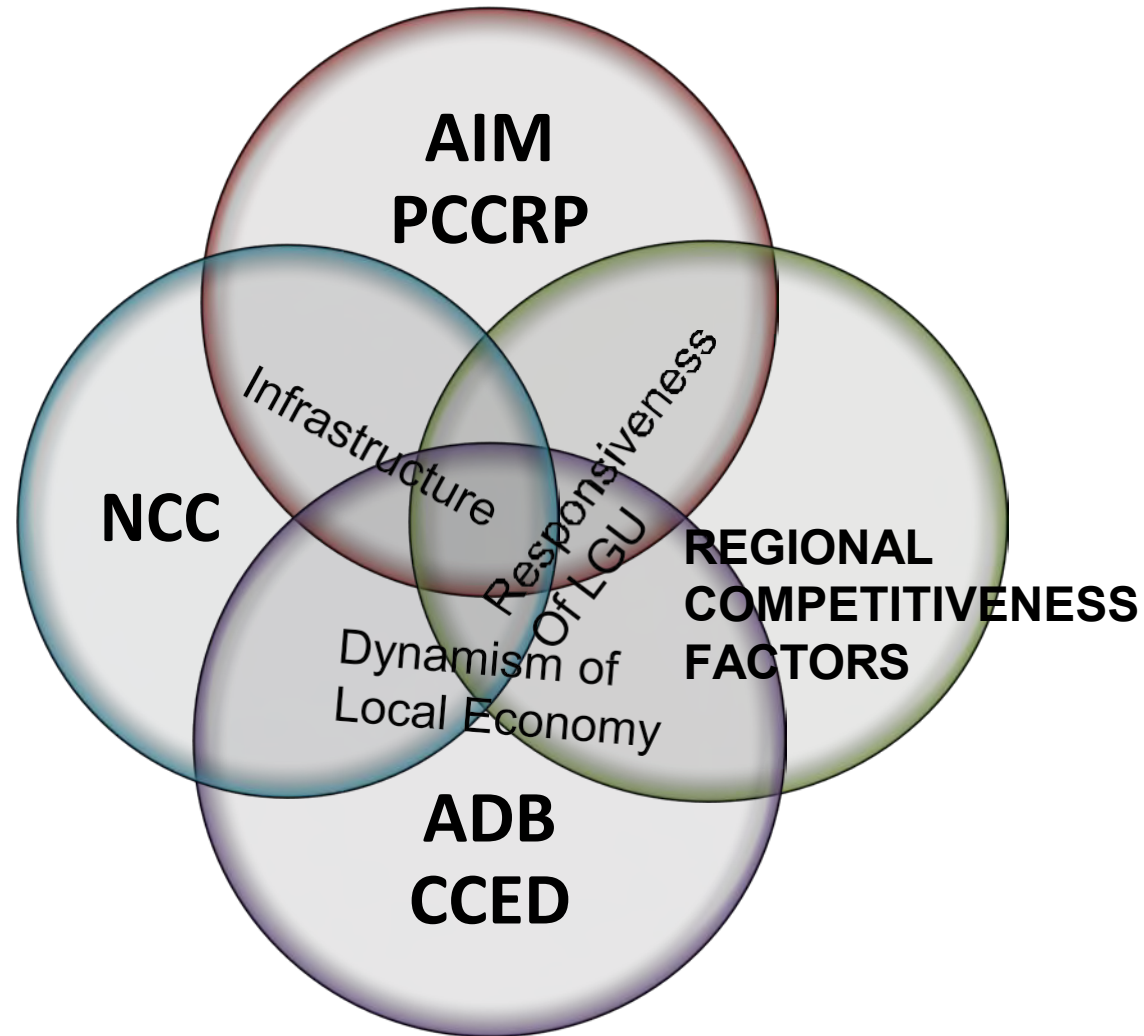 AIM
PCCRP
Infrastructure
Responsiveness
Of LGU
NCC
REGIONAL
COMPETITIVENESS
FACTORS
Dynamism of
Local Economy
ADB
CCED